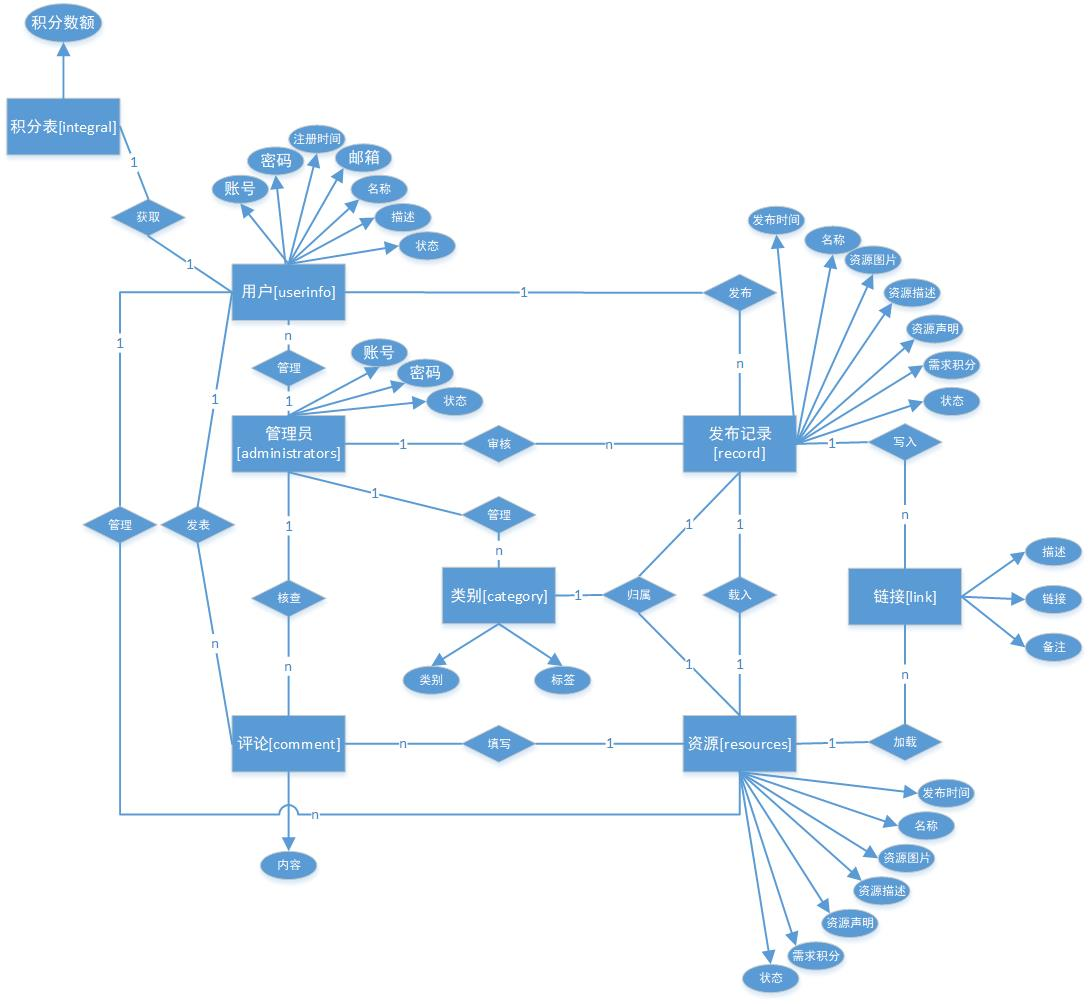 积分数额
积分表[integral]
1
获取
1
账号
密码
注册时间
邮箱
名称
描述
状态
用户[userinfo]
1
发布
n
发布时间
名称
资源图片
资源描述
资源声明
需求积分
状态
1
1
n
管理
1
账号
密码
状态
管理员
[administrators]
1
审核
n
发布记录
[record]
1
写入
n
管理
发表
1
管理
n
1
核查
n
类别[category]
1
归属
1
1
1
载入
1
类别
标签
链接[link]
描述
链接
备注
n
加载
1
n
评论[comment]
n
填写
1
资源[resources]
n
内容
发布时间
名称
资源图片
资源描述
资源声明
需求积分
状态